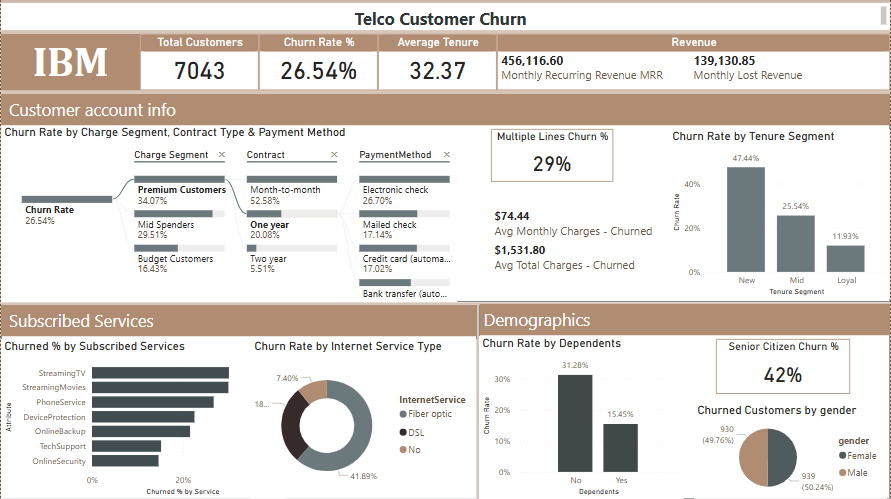 Telco Customer Churn
IBM
Total Customers
7043
Churn Rate %
26.54%
Average Tenure
32.37
Revenue
456,116.60
Monthly Recurring Revenue MRR
139,130.85
Monthly Lost Revenue
Customer account info
Churn Rate by Charge Segment, Contract Type & Payment Method
Charge Segment
Contract
PaymentMethod
Churn Rate
26.54%
Premium Customers
34.07%
Mid Spenders
29.51%
Budget Customers
16.43%
Month-to-month
52.58%
One year
20.08%
Two year
5.51%
Electronic check
26.70%
Mailed check
17.14%
Credit card (automa...
17.02%
Bank transfer (auto...
Multiple Lines Churn %
29%
$74.44
Avg Monthly Charges - Churned
$1,531.80
Avg Total Charges - Churned
Churn Rate by Tenure Segment
Churn Rate
40%
20%
0%
47.44%
25.54%
11.93%
New
Mid
Loyal
Tenure Segment
Subscribed Services
Churned % by Subscribed Services
Attribute
StreamingTV
StreamingMovies
PhoneService
DeviceProtection
OnlineBackup
TechSupport
OnlineSecurity
0%
20%
Churned % by Service
Churn Rate by Internet Service Type
7.40%
18...
41.89%
InternetService
Fiber optic
DSL
No
Demographics
Churn Rate by Dependents
Churn Rate
30%
20%
10%
0%
31.28%
15.45%
No
Yes
Dependents
Senior Citizen Churn %
42%
Churned Customers by gender
930
(49.76%)
939
(50.24%)
gender
Female
Male